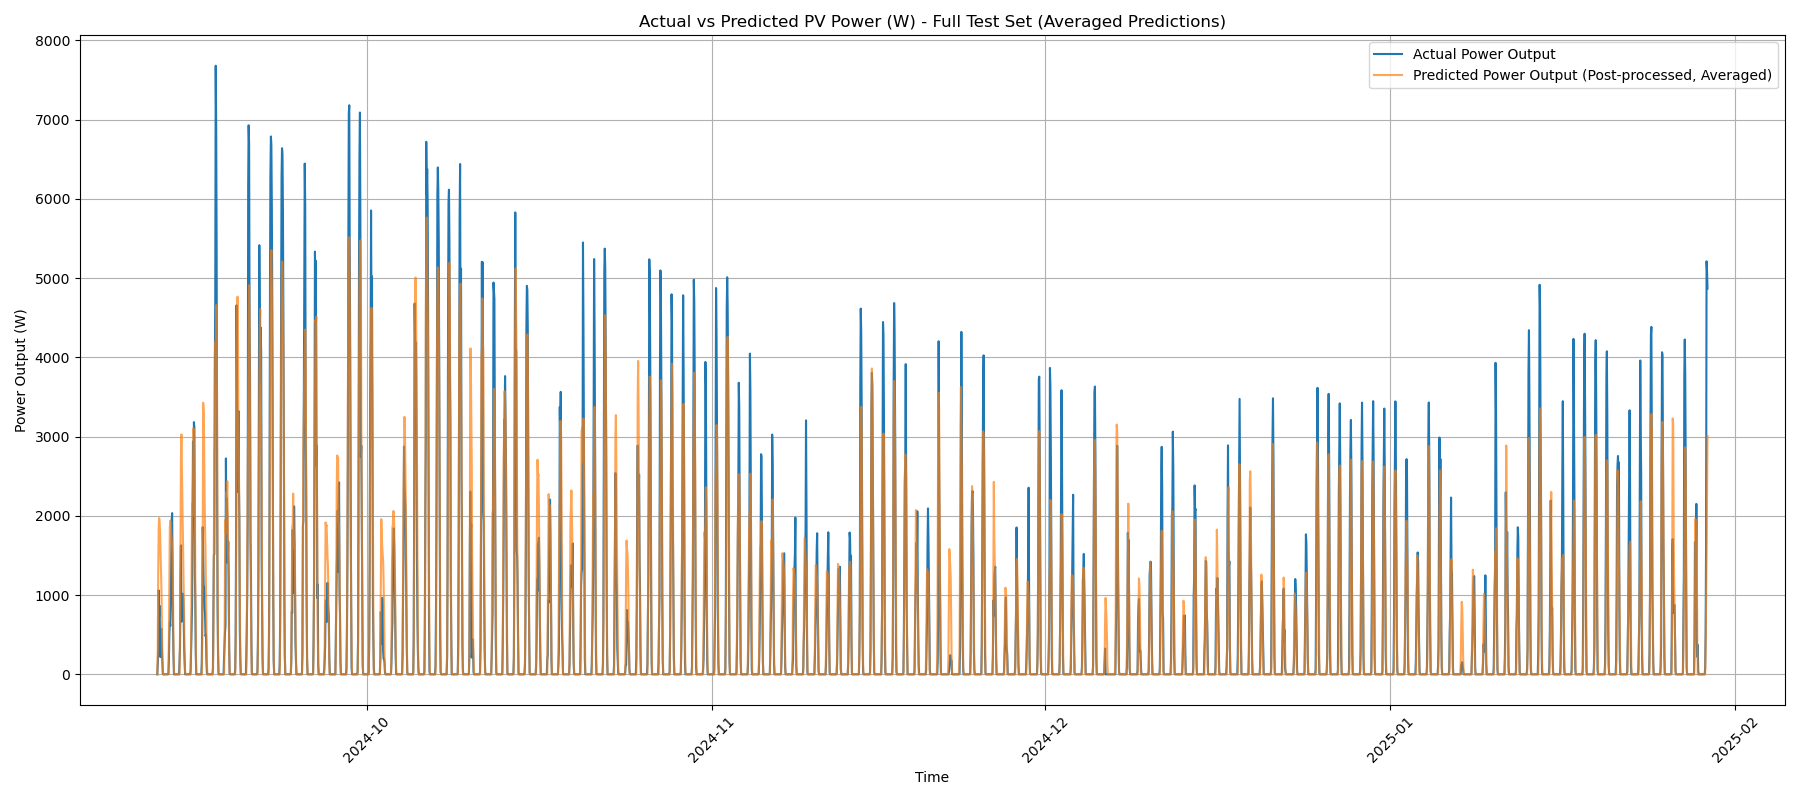 Actual vs Predicted PV Power (W) - Full Test Set (Averaged Predictions)
Actual Power Output
Predicted Power Output (Post-processed, Averaged)
Power Output (W)
8000
7000
6000
5000
4000
3000
2000
1000
0
2024-10
2024-11
2024-12
2025-01
2025-02
Time